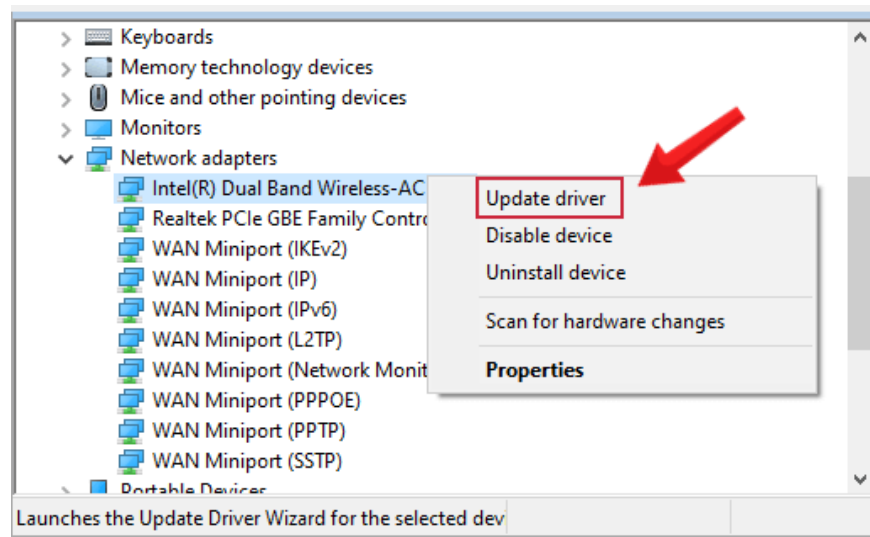 Keyboards
Memory technology devices
Mice and other pointing devices
Monitors
Network adapters
Intel(R) Dual Band Wireless-AC
Realtek PCIe GBE Family Contro
WAN Miniport (IKEv2)
WAN Miniport (IP)
WAN Miniport (IPv6)
WAN Miniport (L2TP)
WAN Miniport (Network Monit
WAN Miniport (PPPOE)
WAN Miniport (PPTP)
WAN Miniport (SSTP)
Portable Devices
Update driver
Disable device
Uninstall device
Scan for hardware changes
Properties
Launches the Update Driver Wizard for the selected dev